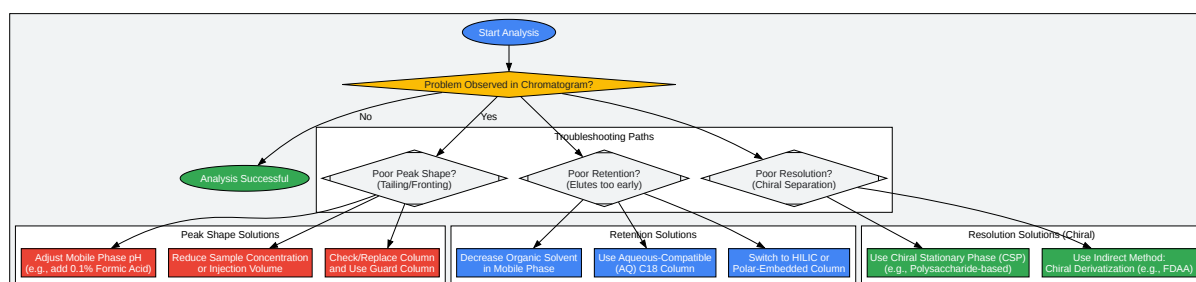 Start Analysis
Problem Observed in Chromatogram?
No
Yes
Troubleshooting Paths
Analysis Successful
Poor Peak Shape?
(Tailing/Fronting)
Poor Retention?
(Elutes too early)
Poor Resolution?
(Chiral Separation)
Peak Shape Solutions
Adjust Mobile Phase pH
(e.g., add 0.1% Formic Acid)
Reduce Sample Concentration
or Injection Volume
Check/Replace Column
and Use Guard Column
Retention Solutions
Decrease Organic Solvent
in Mobile Phase
Use Aqueous-Compatible
(AQ) C18 Column
Switch to HILIC or
Polar-Embedded Column
Resolution Solutions (Chiral)
Use Chiral Stationary Phase (CSP)
(e.g., Polysaccharide-based)
Use Indirect Method:
Chiral Derivatization (e.g., FDAA)